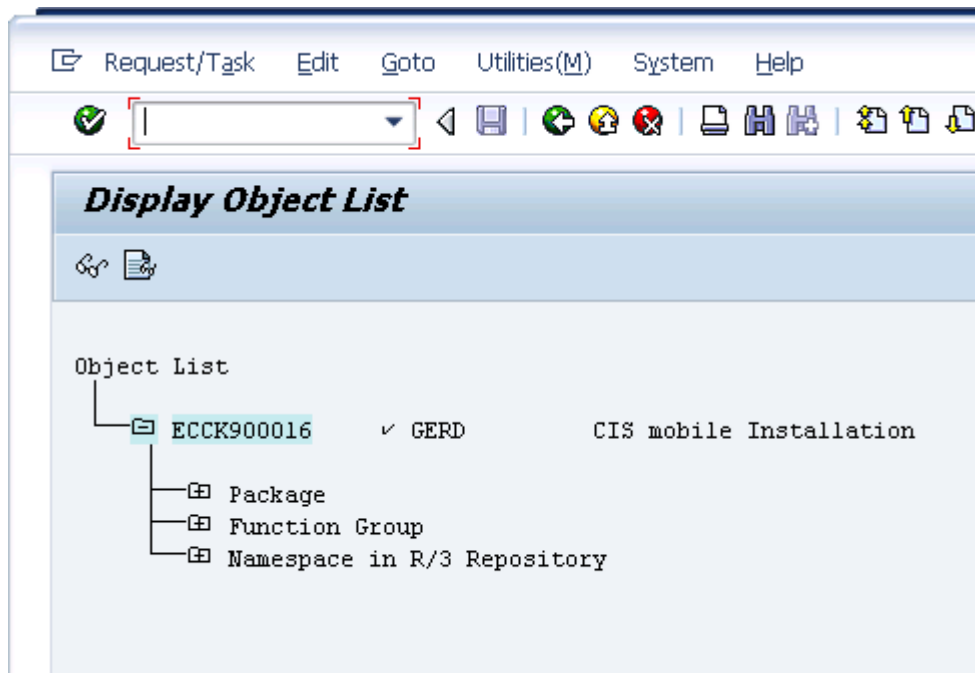 Request/Task Edit Goto Utilities(M) System Help
Display Object List
Object List
ECCK900016 GERD CIS mobile Installation
Package
Function Group
Namespace in R/3 Repository